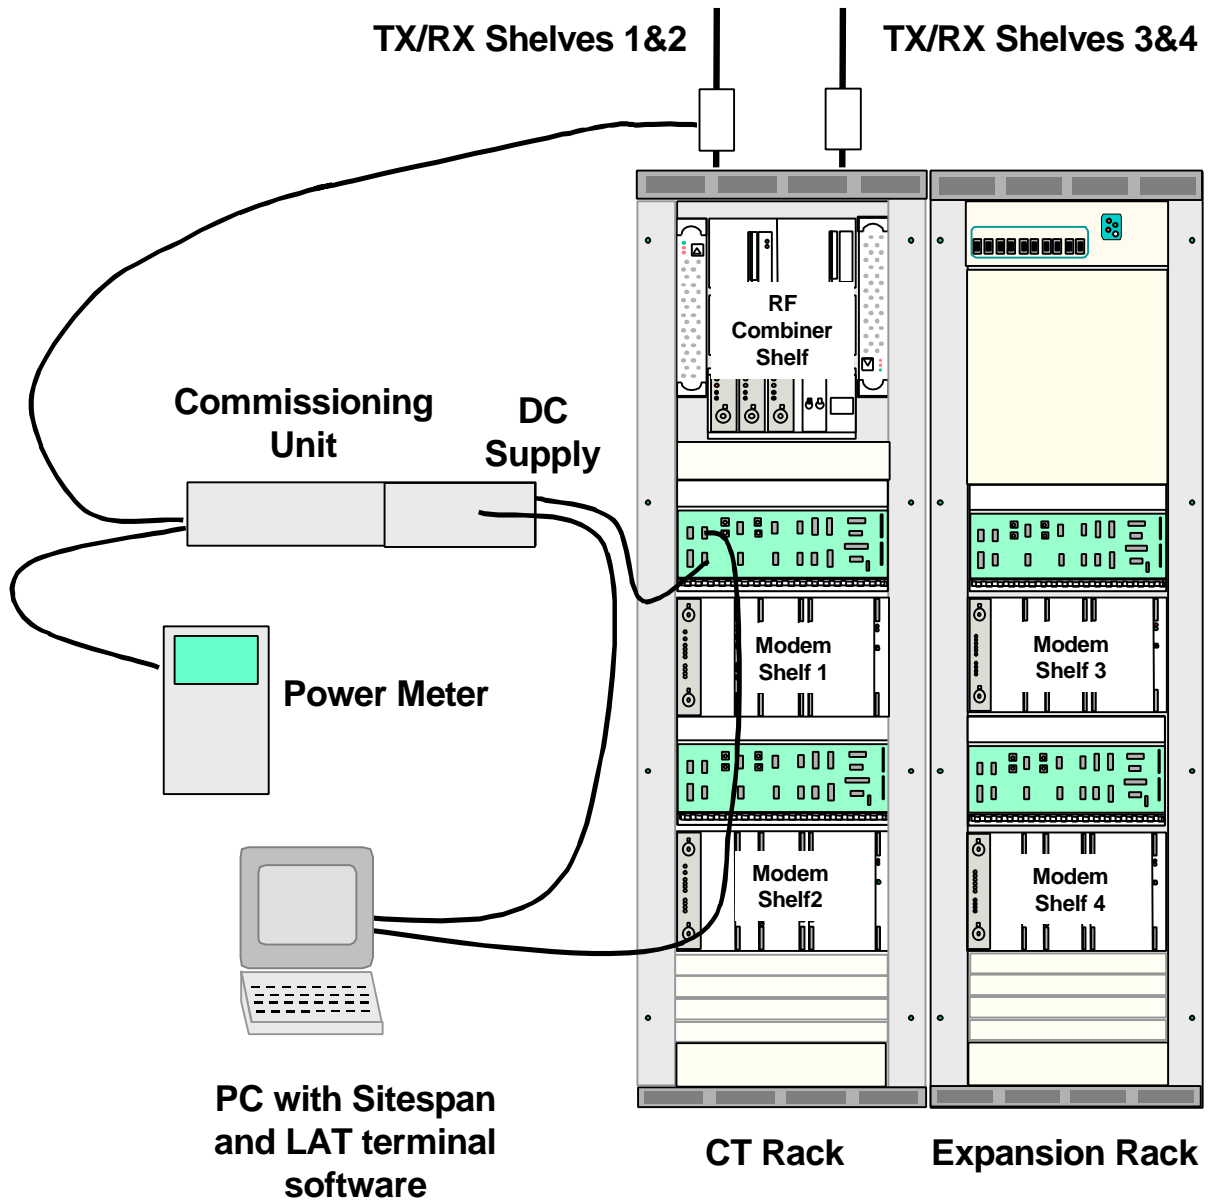 TX/RX Shelves 1&2
TX/RX Shelves 3&4
RF
Combiner
Shelf
Commissioning
Unit
DC
Supply
Modem
Shelf 1
Modem
Shelf 3
Power Meter
Modem
Shelf2
Modem
Shelf 4
PC with Sitespan
and LAT terminal
software
CT Rack
Expansion Rack